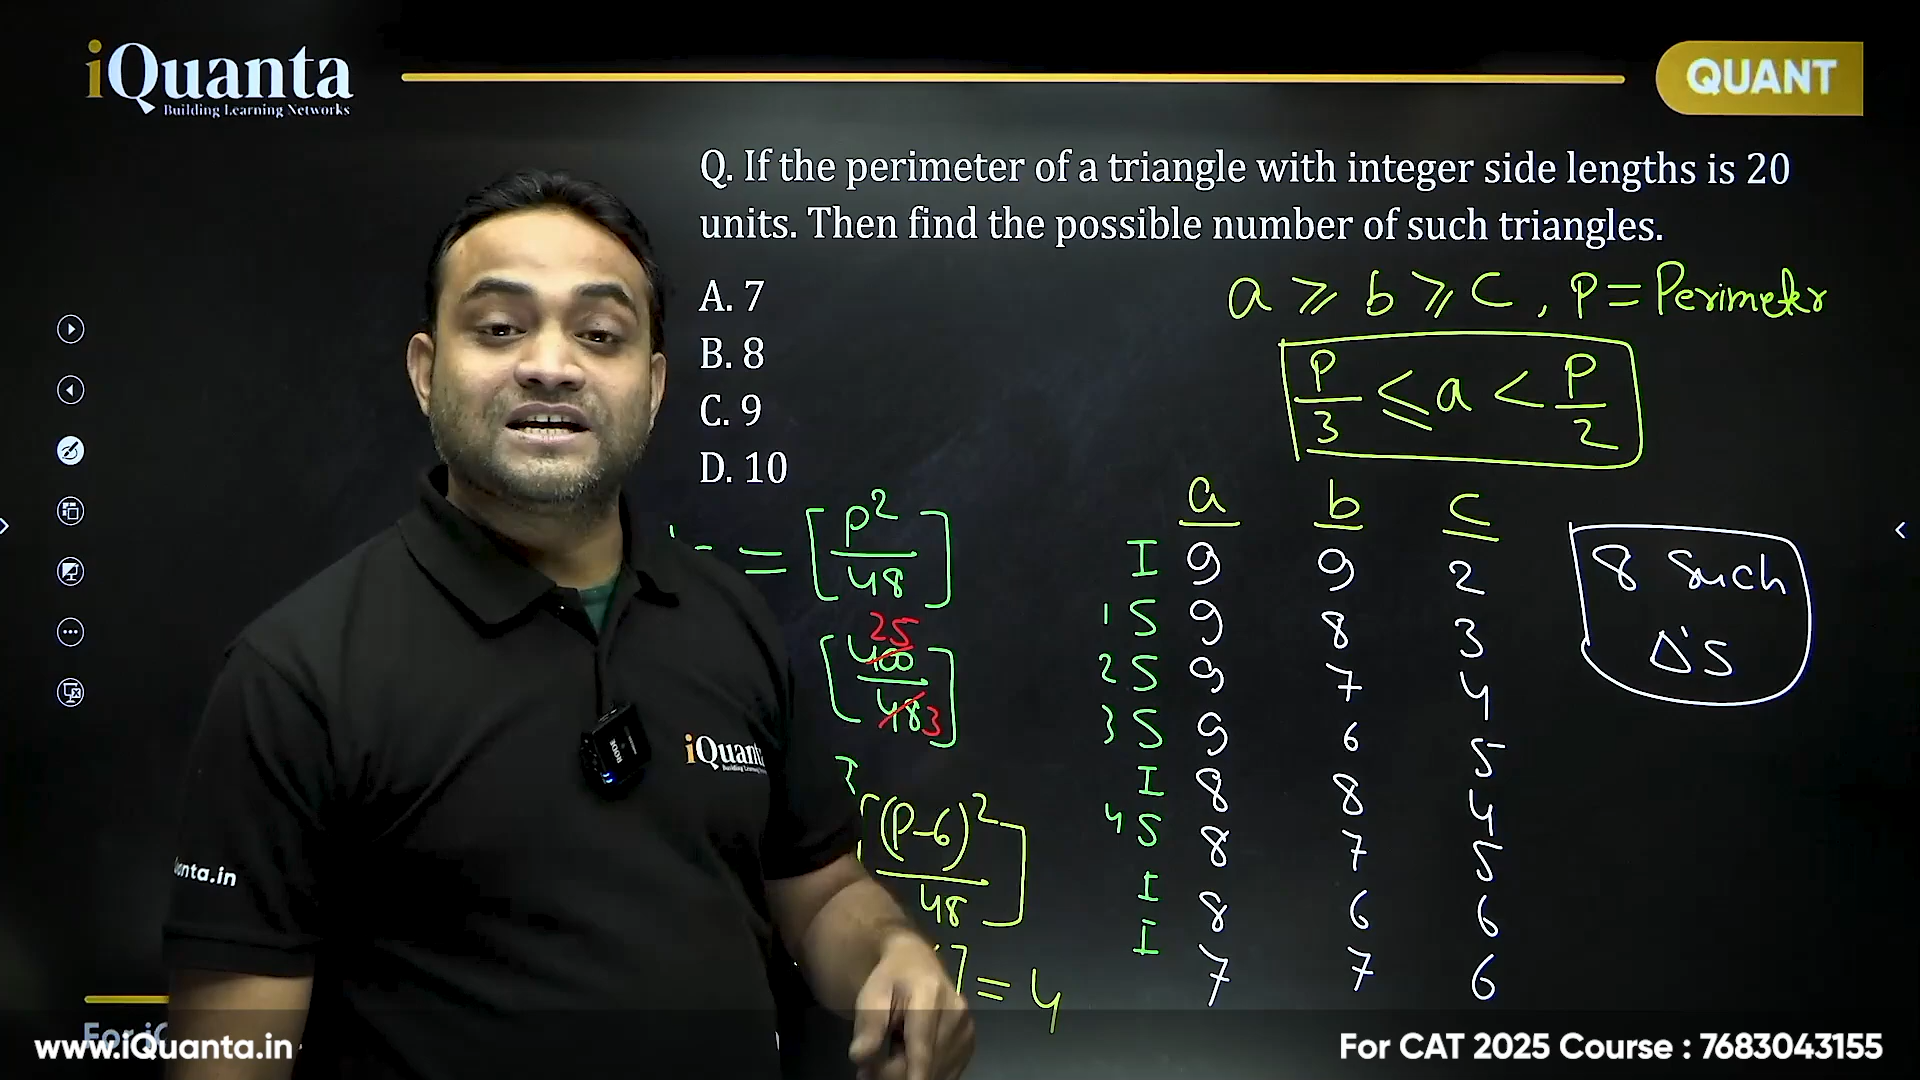 iQuanta
Building Learning Networks
QUANT
Q. If the perimeter of a triangle with integer side lengths is 20
units. Then find the possible number of such triangles.
A. 7
B. 8
C. 9
D. 10
a ⩾ b ⩾ c , P = Perimeter
P/3 ≤ a < P/2
= [P²/48]
25
[400/48]
3
[(P-6)²/48]
] = 4
a b c
I 9 9 2
1 S 9 8 3
2 S 9 7 4
3 S 9 6 5
I 8 8 4
4 S 8 7 5
I 8 6 6
I 7 7 6
8 Such
Δ'S
RODE
iQuanta
Building Learning
www.iQuanta.in
For CAT 2025 Course : 7683043155